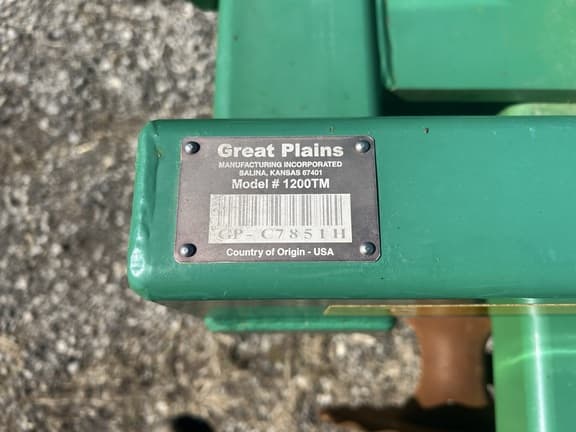 Great Plains
MANUFACTURING INCORPORATED
SALINA, KANSAS 67401
Model # 1200TM
GP- C7851H
Country of Origin - USA